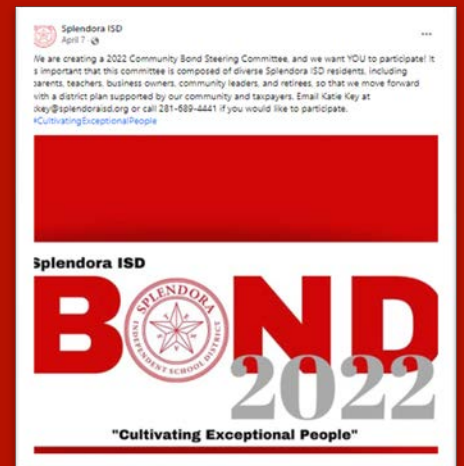 Splendora ISD
April 7 ·
We are creating a 2022 Community Bond Steering Committee, and we want YOU to participate! It
s important that this committee is composed of diverse Splendora ISD residents, including
parents, teachers, business owners, community leaders, and retirees, so that we move forward
with a district plan supported by our community and taxpayers. Email Katie Key at
kkey@splendoraisd.org or call 281-689-4441 if you would like to participate.
#CultivatingExceptionalPeople
Splendora ISD
BOND
SPLENDORA
INDEPENDENT SCHOOL DISTRICT
2022
"Cultivating Exceptional People"